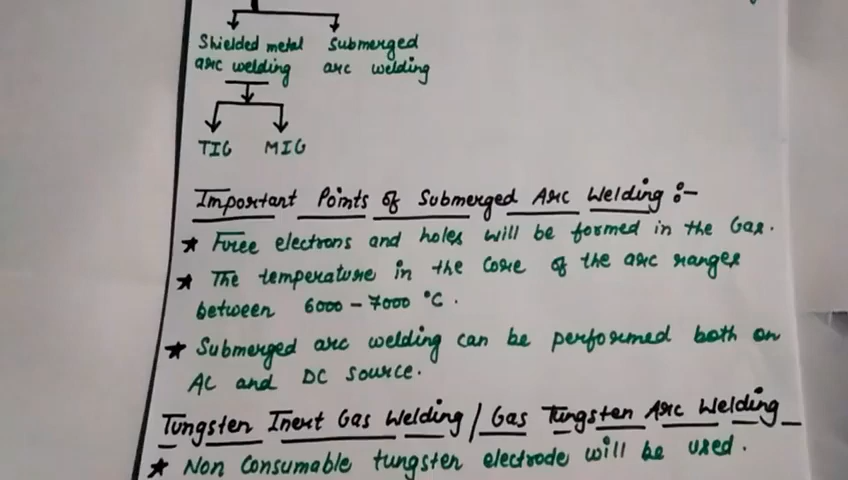 Shielded metal submerged
arc welding arc welding
TIG MIG
Important Points of Submerged Arc Welding :-
★ Free electrons and holes will be formed in the Gas.
★ The temperature in the Core of the arc ranges
between 6000 - 7000 °C.
★ Submerged arc welding can be performed both on
AC and DC source.
Tungsten Inert Gas Welding / Gas Tungsten Arc Welding
★ Non Consumable tungsten electrode will be used.